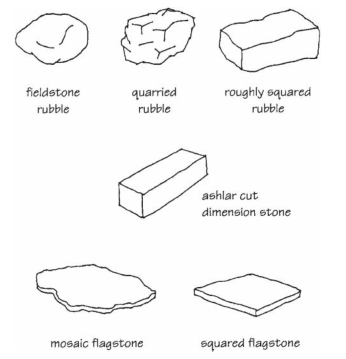 fieldstone
rubble
quarried
rubble
roughly squared
rubble
ashlar cut
dimension stone
mosaic flagstone
squared flagstone